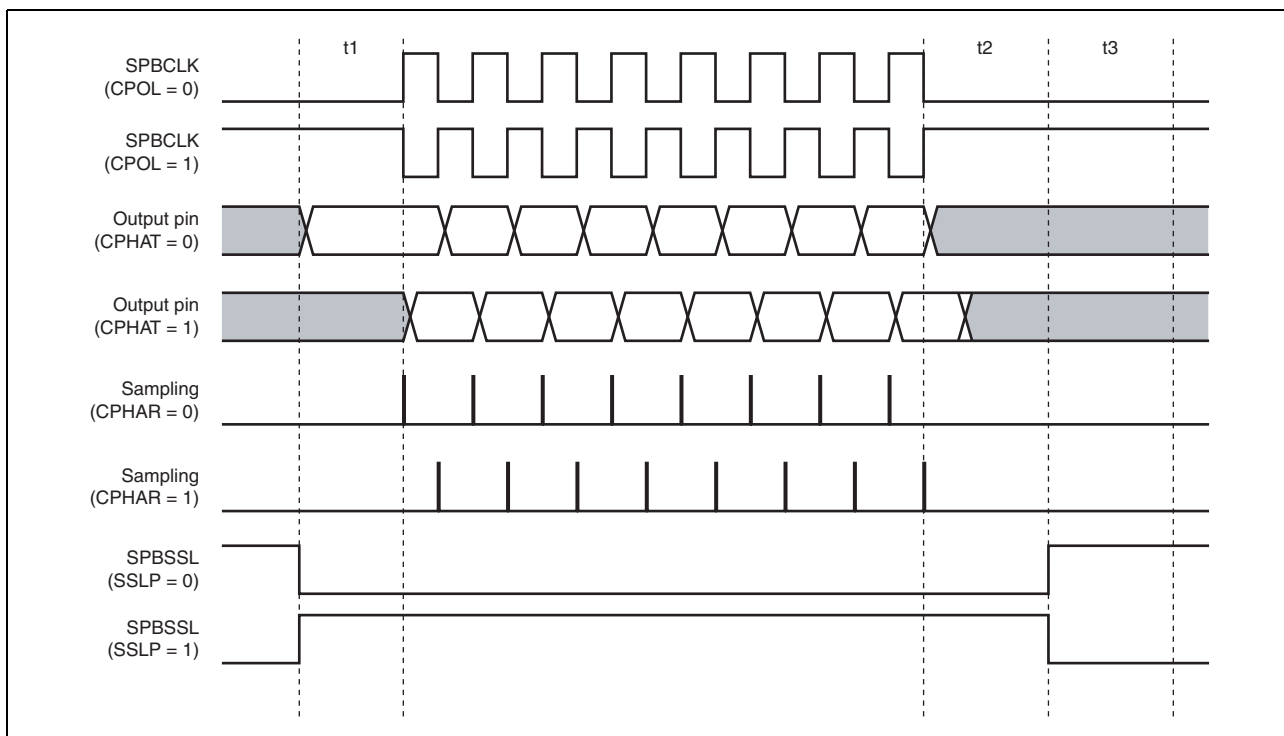 t1
t2
t3
SPBCLK
(CPOL = 0)
SPBCLK
(CPOL = 1)
Output pin
(CPHAT = 0)
Output pin
(CPHAT = 1)
Sampling
(CPHAR = 0)
Sampling
(CPHAR = 1)
SPBSSL
(SSLP = 0)
SPBSSL
(SSLP = 1)